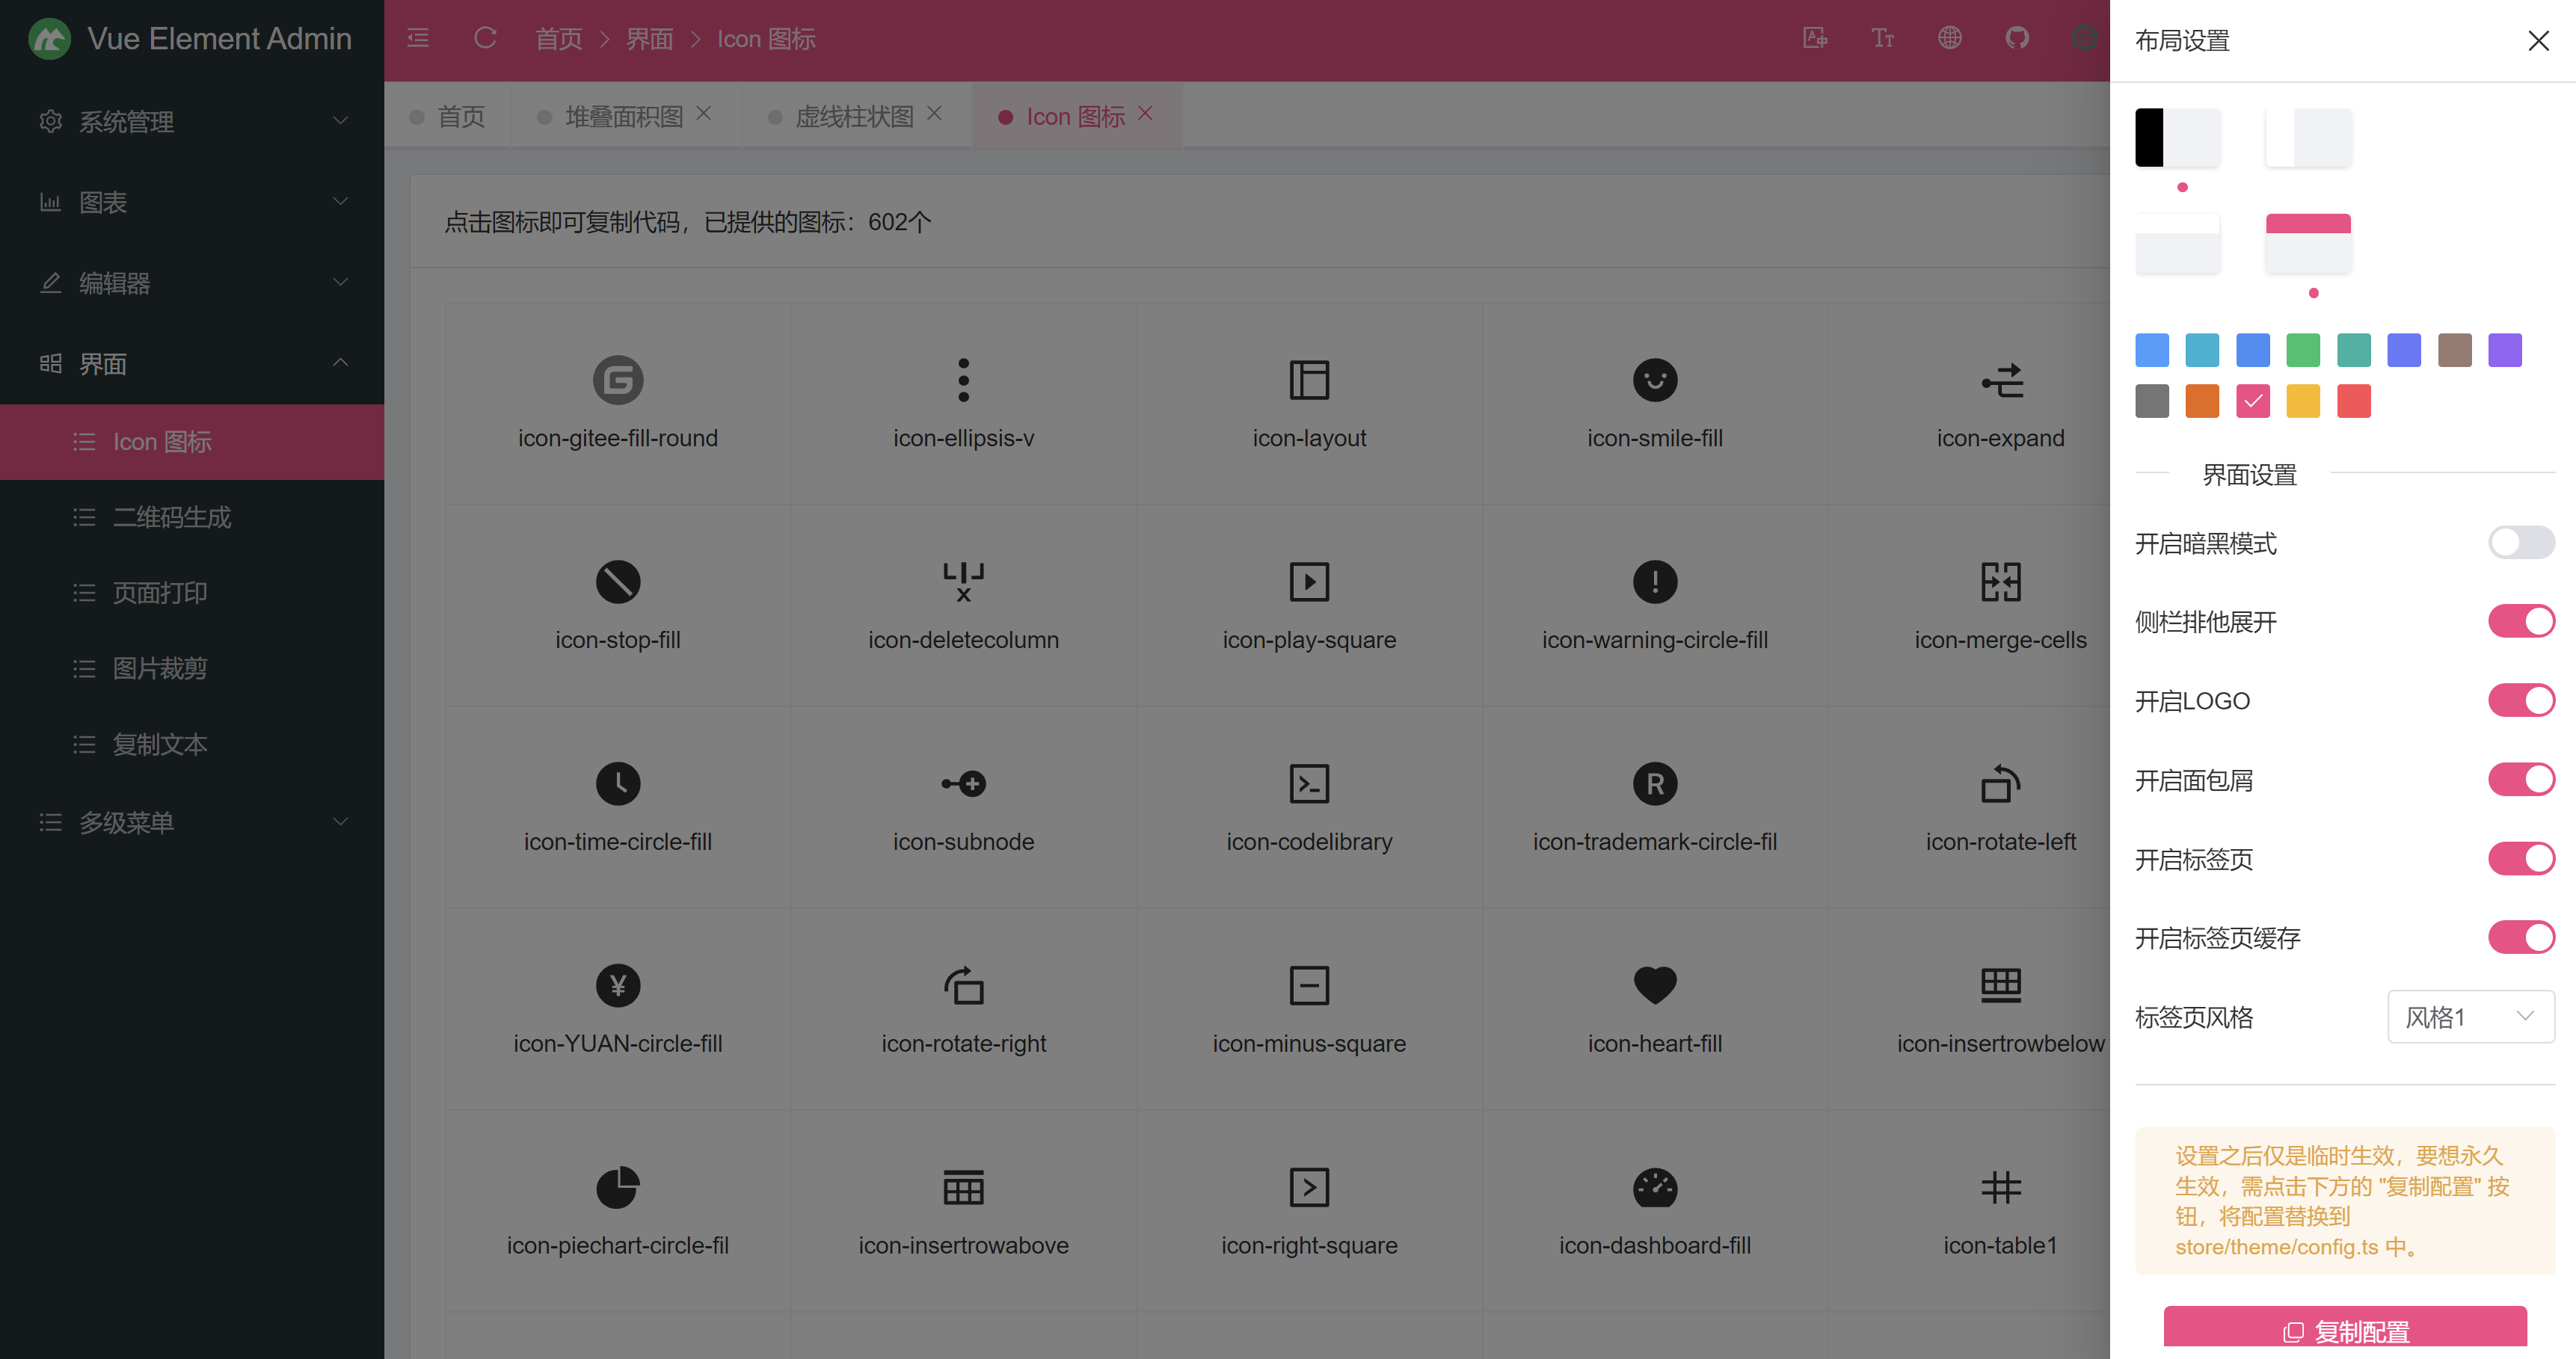 Vue Element Admin
系统管理
图表
编辑器
界面
Icon 图标
二维码生成
页面打印
图片裁剪
复制文本
多级菜单
首页 > 界面 > Icon 图标
首页
堆叠面积图
虚线柱状图
Icon 图标
点击图标即可复制代码，已提供的图标：602个
icon-gitee-fill-round
icon-ellipsis-v
icon-layout
icon-smile-fill
icon-expand
icon-stop-fill
icon-deletecolumn
icon-play-square
icon-warning-circle-fill
icon-merge-cells
icon-time-circle-fill
icon-subnode
icon-codelibrary
icon-trademark-circle-fil
icon-rotate-left
icon-YUAN-circle-fill
icon-rotate-right
icon-minus-square
icon-heart-fill
icon-insertrowbelow
icon-piechart-circle-fil
icon-insertrowabove
icon-right-square
icon-dashboard-fill
icon-table1
布局设置
界面设置
开启暗黑模式
侧栏排他展开
开启LOGO
开启面包屑
开启标签页
开启标签页缓存
标签页风格
风格1
设置之后仅是临时生效，要想永久
生效，需点击下方的 "复制配置" 按
钮，将配置替换到
store/theme/config.ts 中。
复制配置